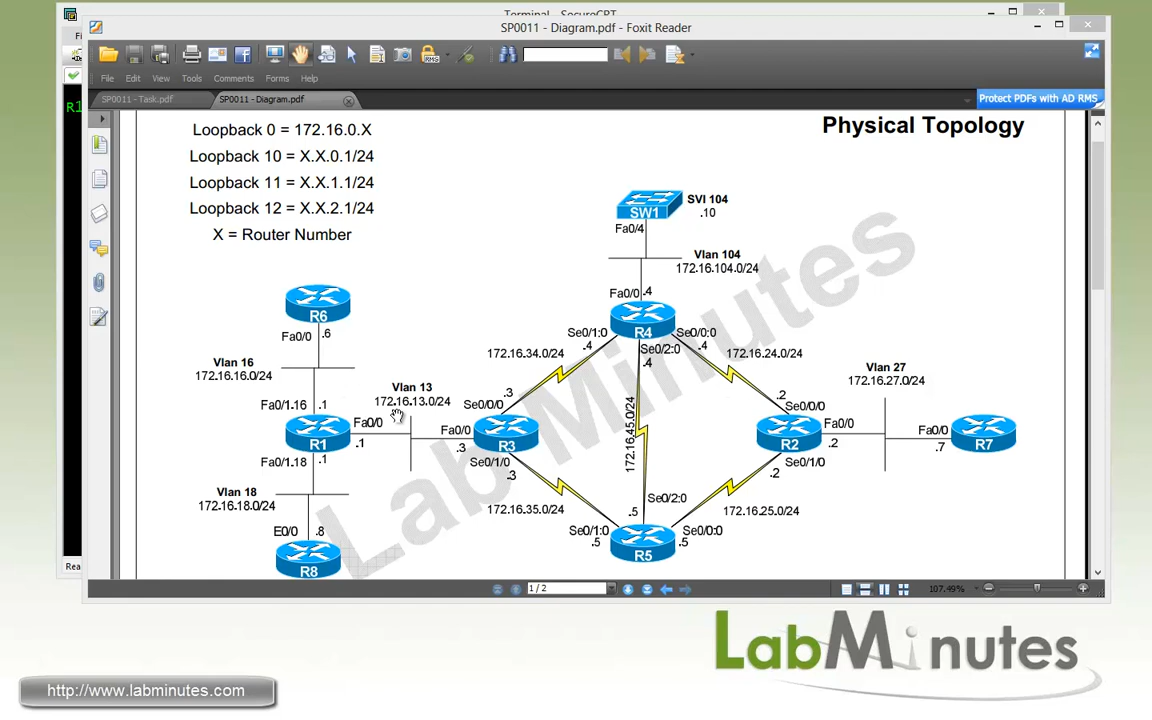 Terminal - SecureCRT
SP0011 - Diagram.pdf - Foxit Reader
RMS
File Edit View Tools Comments Forms Help
SP0011 - Task.pdf
SP0011 - Diagram.pdf
Protect PDFs with AD RMS
Fi
R1
Loopback 0 = 172.16.0.X
Loopback 10 = X.X.0.1/24
Loopback 11 = X.X.1.1/24
Loopback 12 = X.X.2.1/24
X = Router Number
Physical Topology
SW1
SVI 104
.10
Fa0/4
Vlan 104
172.16.104.0/24
Fa0/0
.4
R4
Se0/1:0
.4
Se0/0:0
.4
Se0/2:0
.4
172.16.34.0/24
172.16.24.0/24
R6
Fa0/0
.6
Vlan 16
172.16.16.0/24
Fa0/1.16
.1
Vlan 13
172.16.13.0/24
R1
Fa0/0
.1
Fa0/0
.3
Se0/0/0
.3
R3
Se0/1/0
.3
172.16.45.0/24
.2
Se0/0/0
R2
Fa0/0
.2
Se0/1/0
.2
Vlan 27
172.16.27.0/24
Fa0/0
.7
R7
Fa0/1.18
.1
Vlan 18
172.16.18.0/24
E0/0
.8
R8
172.16.35.0/24
172.16.25.0/24
Se0/2:0
.5
Se0/1:0
.5
Se0/0:0
.5
R5
LabMinutes
Rea
1 / 2
107.49%
LabMinutes
http://www.labminutes.com